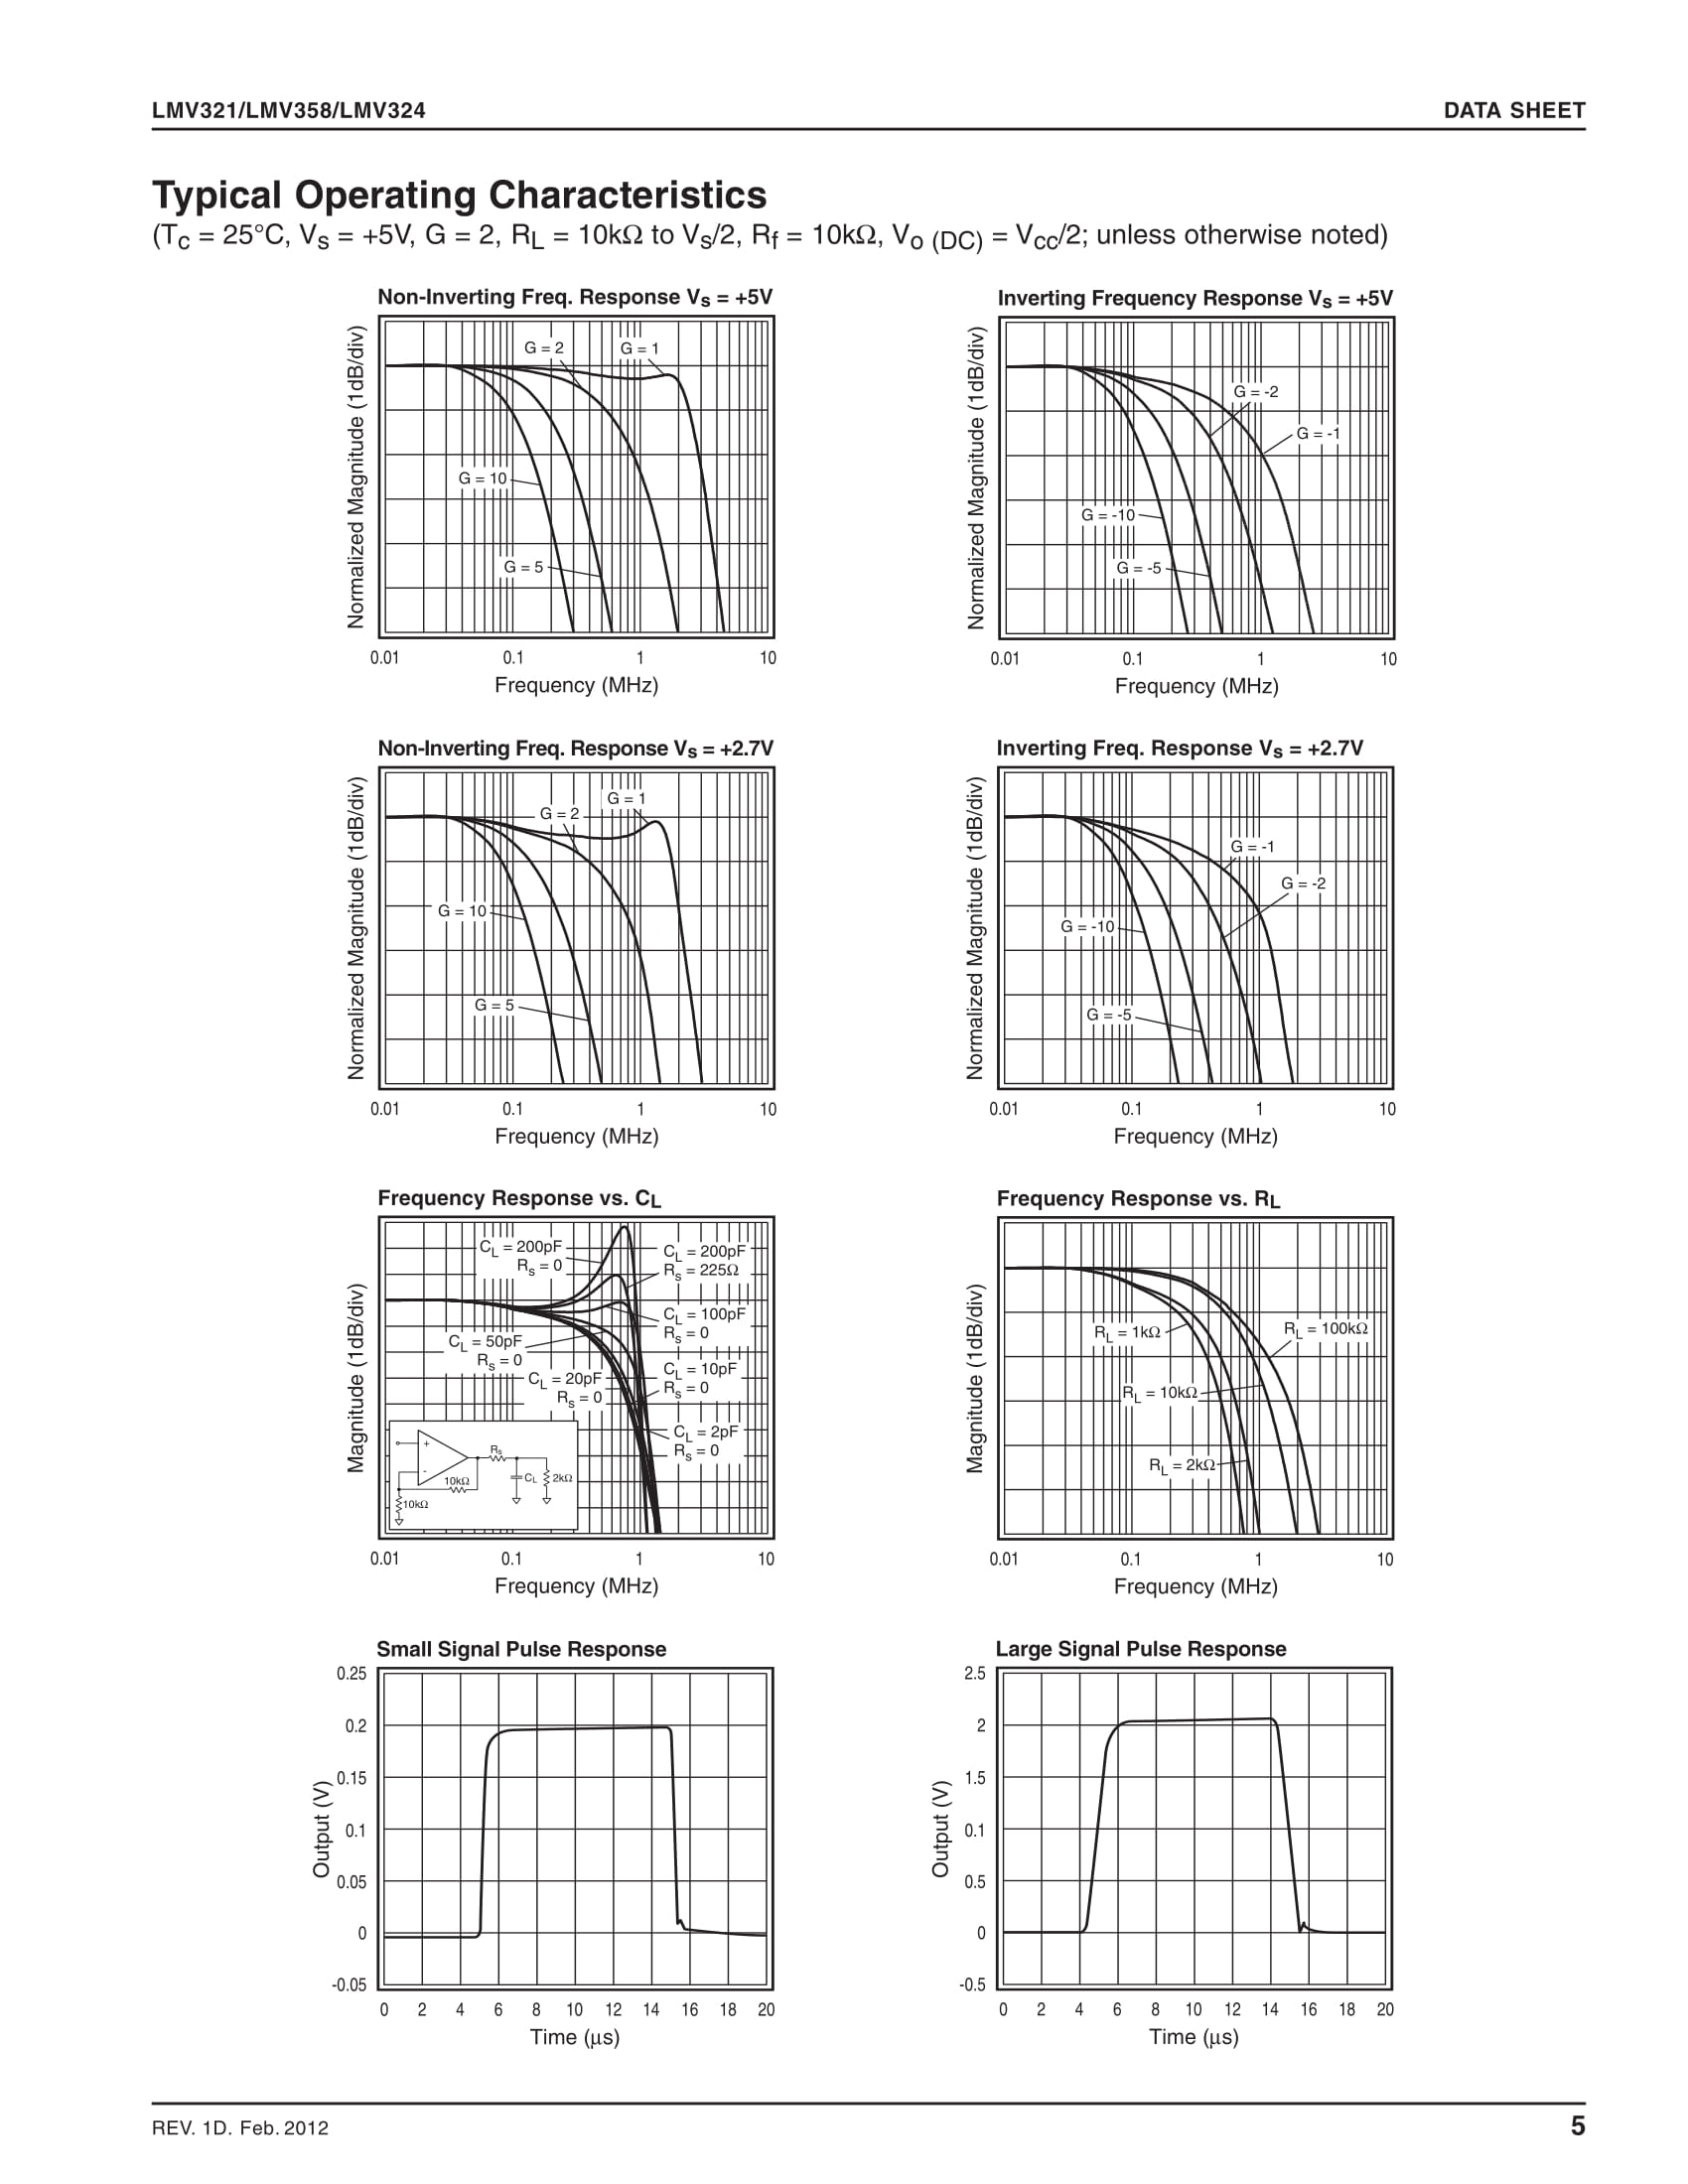 LMV321/LMV358/LMV324 DATA SHEET
Typical Operating Characteristics
(Tc = 25°C, Vs = +5V, G = 2, RL = 10kΩ to Vs/2, Rf = 10kΩ, Vo (DC) = Vcc/2; unless otherwise noted)
Non-Inverting Freq. Response Vs = +5V
Normalized Magnitude (1dB/div)
G = 2
G = 1
G = 10
G = 5
0.01 0.1 1 10
Frequency (MHz)
Inverting Frequency Response Vs = +5V
Normalized Magnitude (1dB/div)
G = -2
G = -1
G = -10
G = -5
0.01 0.1 1 10
Frequency (MHz)
Non-Inverting Freq. Response Vs = +2.7V
Normalized Magnitude (1dB/div)
G = 1
G = 2
G = 10
G = 5
0.01 0.1 1 10
Frequency (MHz)
Inverting Freq. Response Vs = +2.7V
Normalized Magnitude (1dB/div)
G = -1
G = -2
G = -10
G = -5
0.01 0.1 1 10
Frequency (MHz)
Frequency Response vs. CL
Magnitude (1dB/div)
CL = 200pF
Rs = 0
CL = 200pF
Rs = 225Ω
CL = 100pF
Rs = 0
CL = 50pF
Rs = 0
CL = 10pF
Rs = 0
CL = 20pF
Rs = 0
CL = 2pF
Rs = 0
+
-
Rs
10kΩ
CL
2kΩ
10kΩ
0.01 0.1 1 10
Frequency (MHz)
Frequency Response vs. RL
Magnitude (1dB/div)
RL = 1kΩ
RL = 100kΩ
RL = 10kΩ
RL = 2kΩ
0.01 0.1 1 10
Frequency (MHz)
Small Signal Pulse Response
Output (V)
0.25
0.2
0.15
0.1
0.05
0
-0.05
0 2 4 6 8 10 12 14 16 18 20
Time (µs)
Large Signal Pulse Response
Output (V)
2.5
2
1.5
0.1
0.5
0
-0.5
0 2 4 6 8 10 12 14 16 18 20
Time (µs)
REV. 1D. Feb. 2012 5